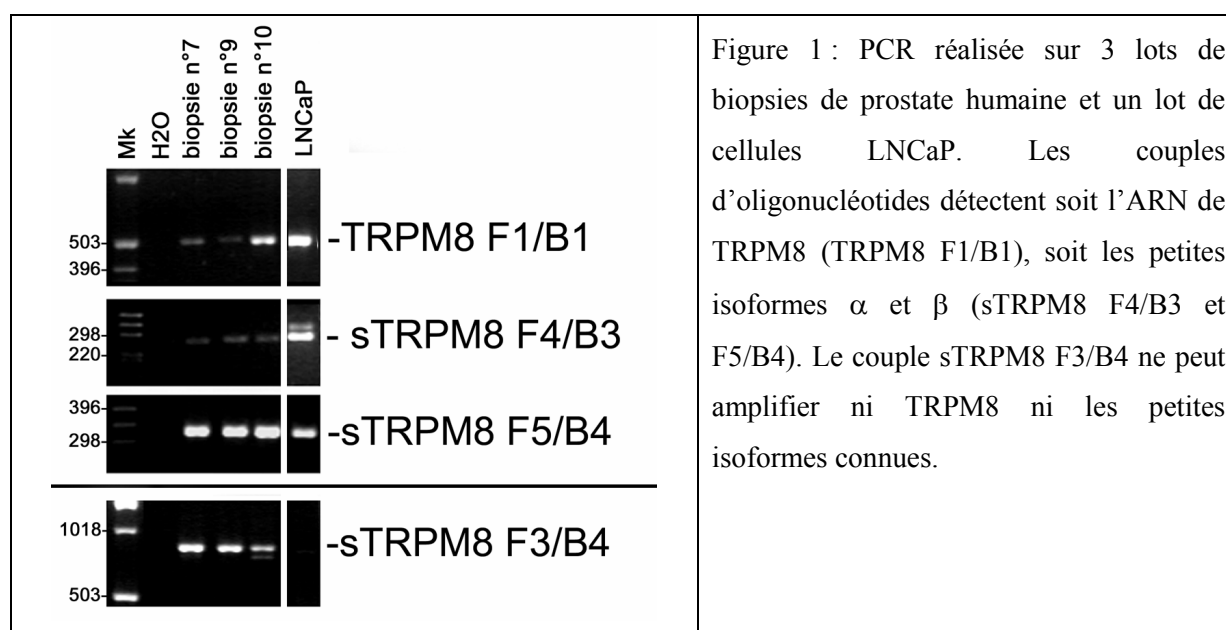 Mk
H2O
biopsie n°7
biopsie n°9
biopsie n°10
LNCaP
503-
396-
-TRPM8 F1/B1
298-
220-
- sTRPM8 F4/B3
396-
298-
-sTRPM8 F5/B4
1018-
503-
-sTRPM8 F3/B4
Figure 1 : PCR réalisée sur 3 lots de
biopsies de prostate humaine et un lot de
cellules LNCaP. Les couples
d’oligonucléotides détectent soit l’ARN de
TRPM8 (TRPM8 F1/B1), soit les petites
isoformes α et β (sTRPM8 F4/B3 et
F5/B4). Le couple sTRPM8 F3/B4 ne peut
amplifier ni TRPM8 ni les petites
isoformes connues.